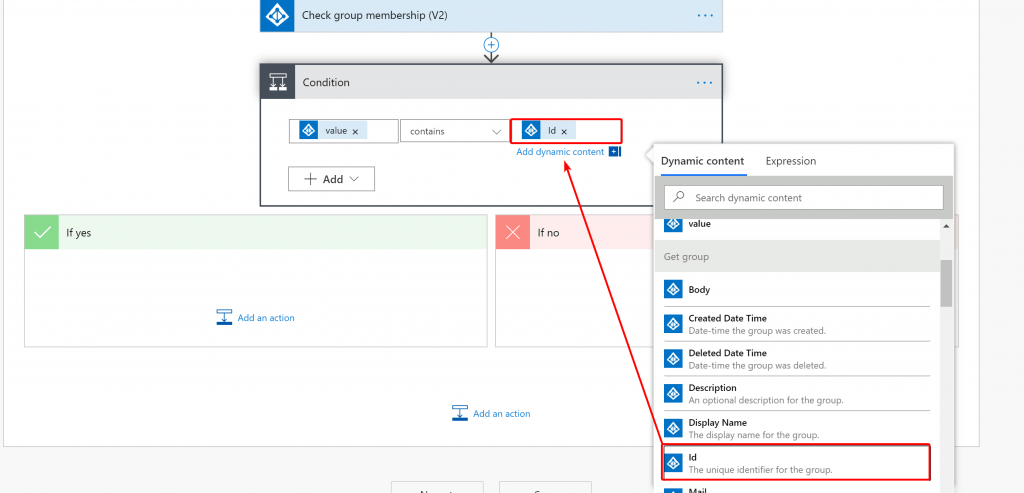 Check group membership (V2)
Condition
value × contains Id ×
Add dynamic content
Add
If yes
If no
Add an action
Add an action
Dynamic content Expression
Search dynamic content
value
Get group
Body
Created Date Time
Date-time the group was created.
Deleted Date Time
Date-time the group was deleted.
Description
An optional description for the group.
Display Name
The display name for the group.
Id
The unique identifier for the group.
Mail